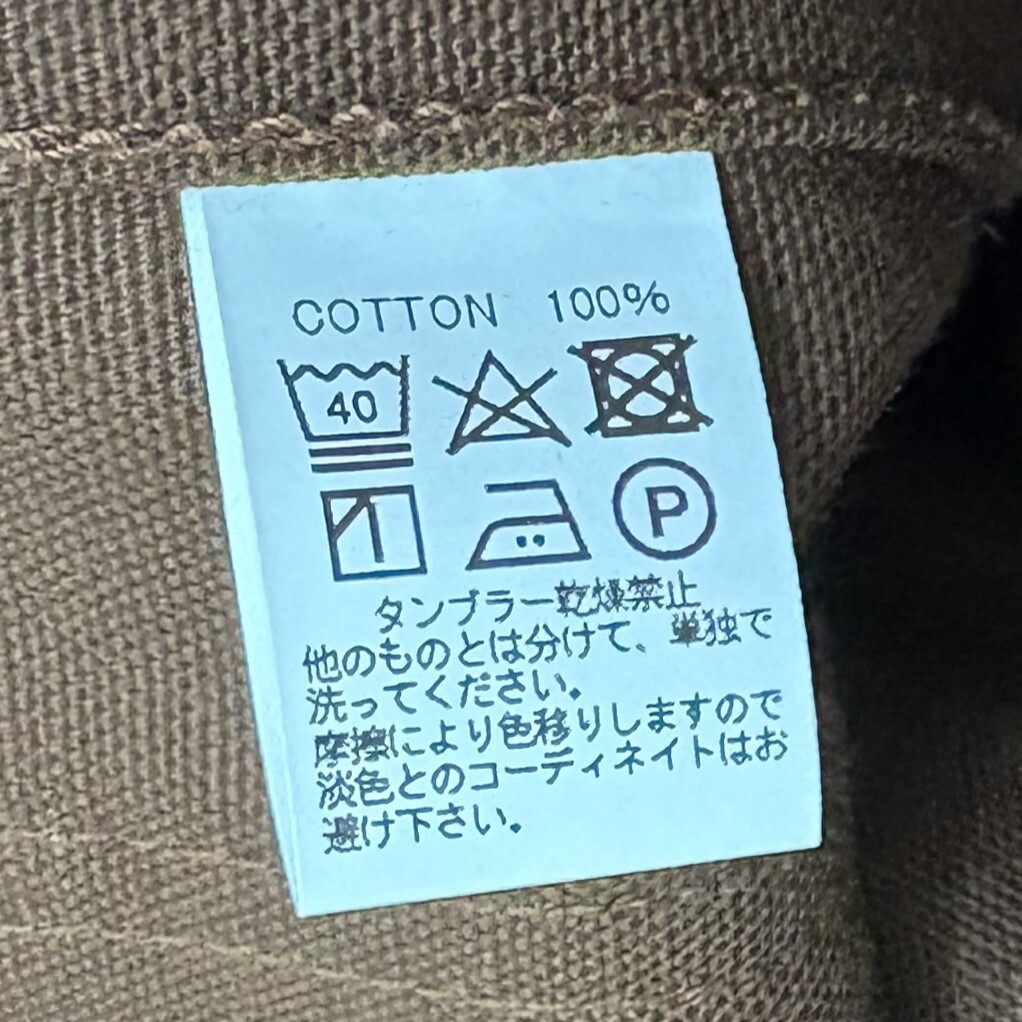 COTTON 100%
40
P
タンブラー乾燥禁止
他のものとは分けて、単独で
洗ってください。
摩擦により色移りしますので
淡色とのコーディネイトはお
避け下さい。